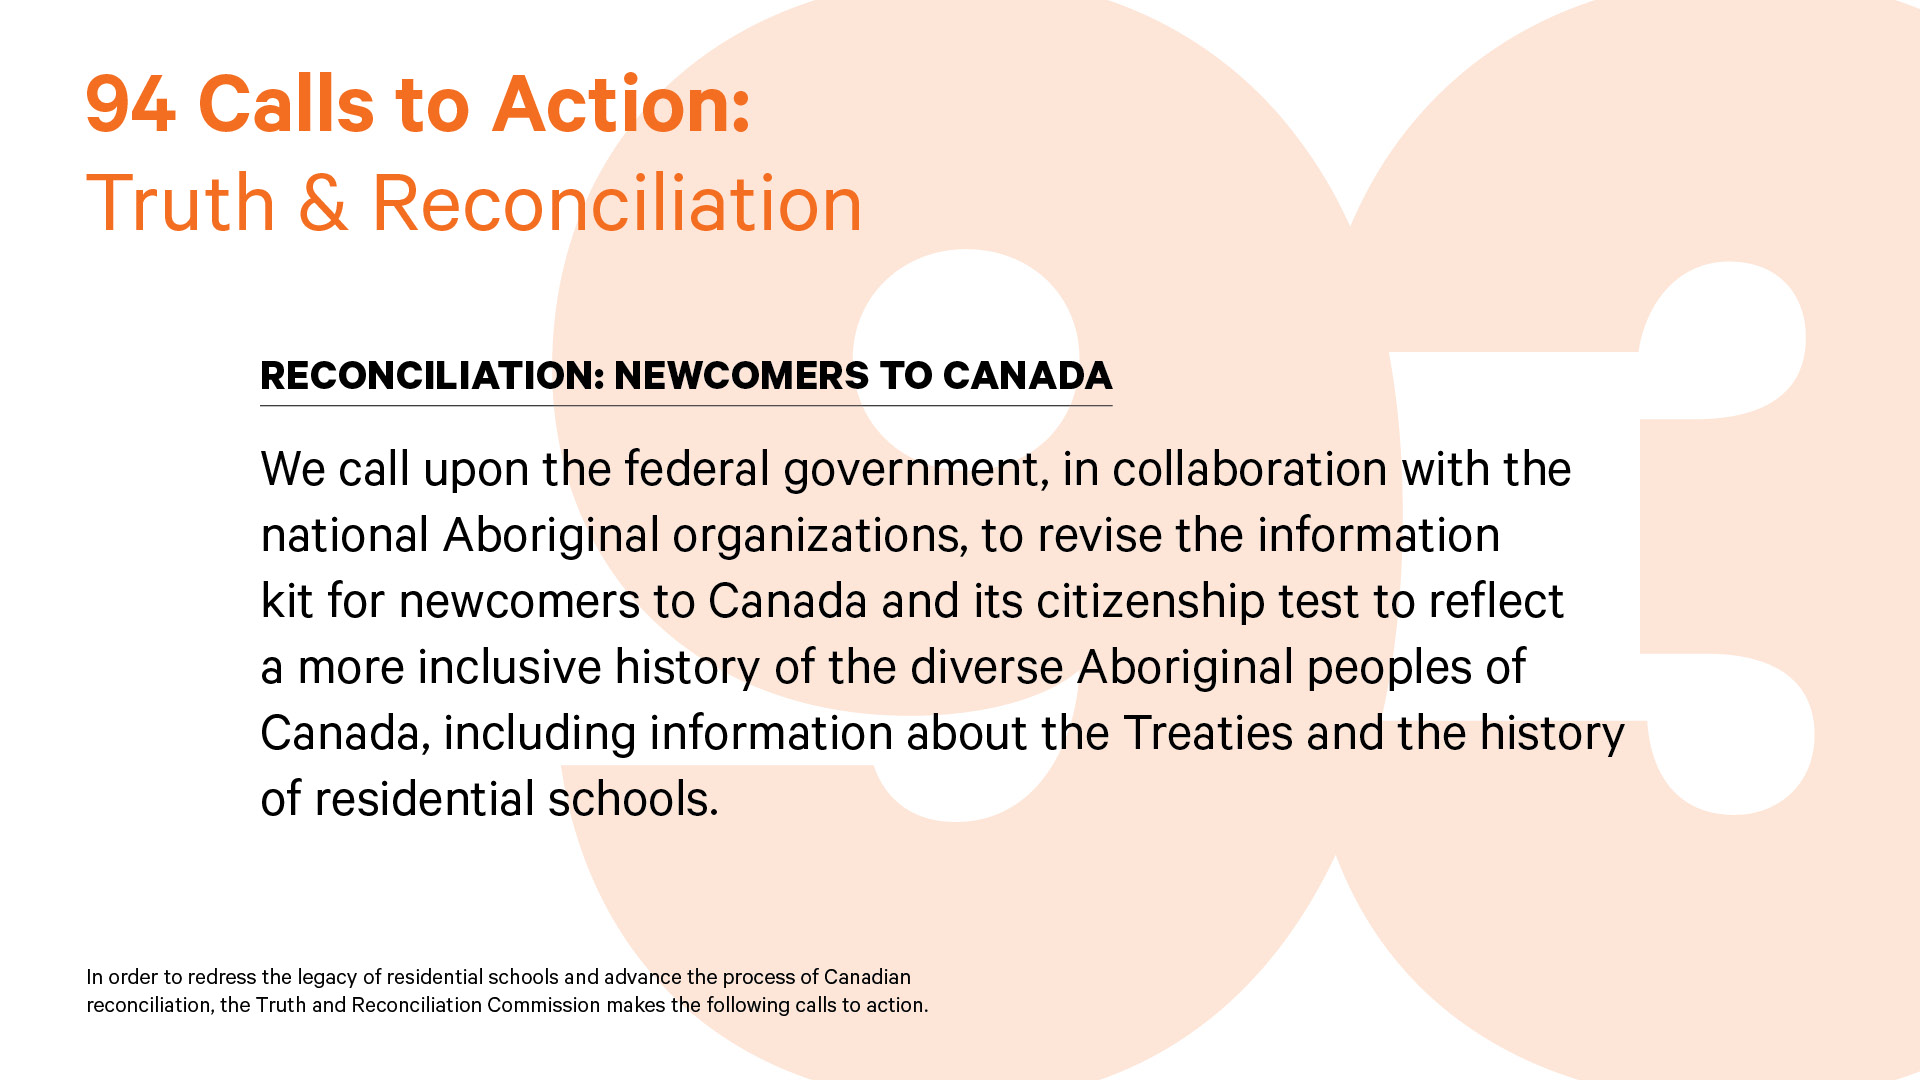 94 Calls to Action:
Truth & Reconciliation
93
RECONCILIATION: NEWCOMERS TO CANADA
We call upon the federal government, in collaboration with the
national Aboriginal organizations, to revise the information
kit for newcomers to Canada and its citizenship test to reflect
a more inclusive history of the diverse Aboriginal peoples of
Canada, including information about the Treaties and the history
of residential schools.
In order to redress the legacy of residential schools and advance the process of Canadian
reconciliation, the Truth and Reconciliation Commission makes the following calls to action.